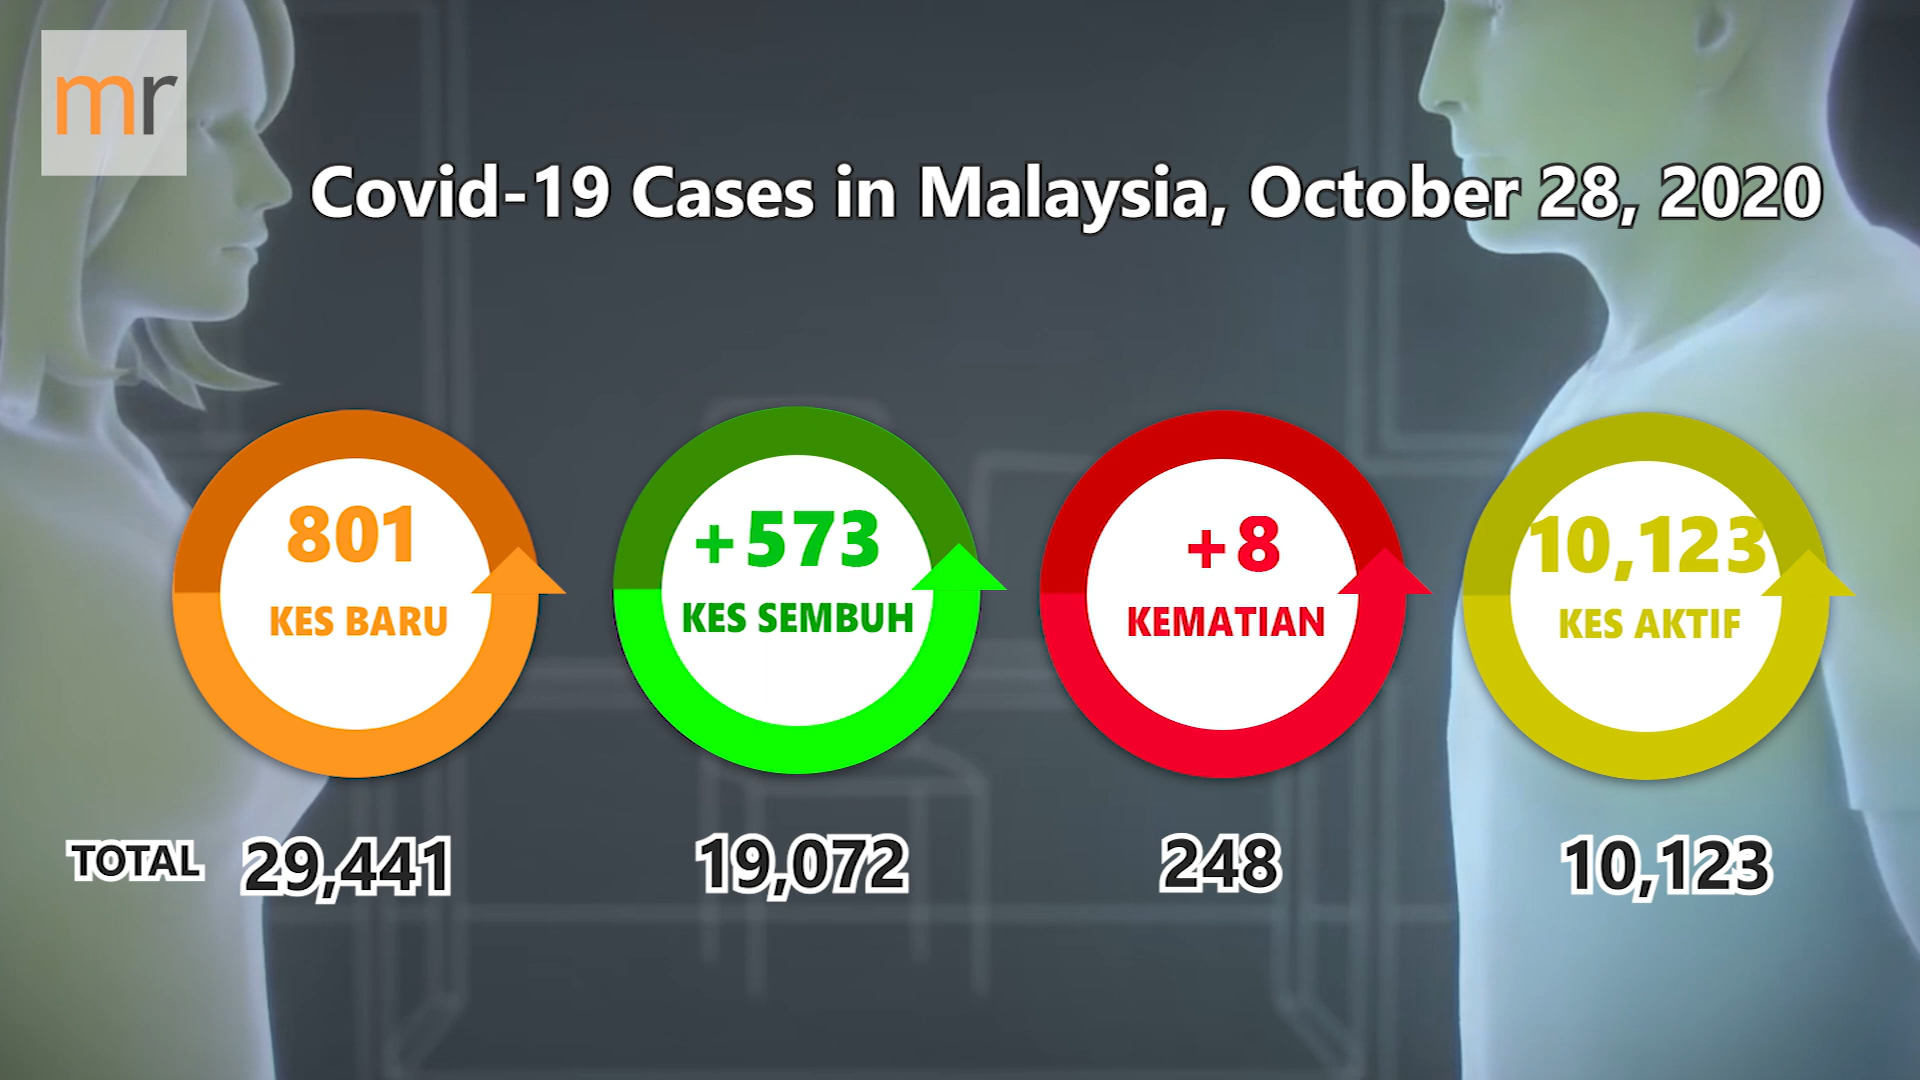 mr
Covid-19 Cases in Malaysia, October 28, 2020
801
KES BARU
+573
KES SEMBUH
+8
KEMATIAN
10,123
KES AKTIF
TOTAL 29,441 19,072 248 10,123